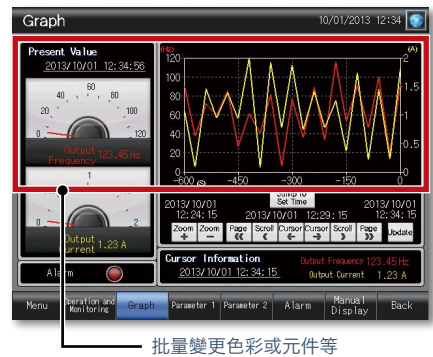 Graph 10/01/2013 12:34
Present Value
2013/10/01 12:34:56
0 20 40 60 80 100 120
Output Frequency 123.45 Hz
0 1 2
Output Current 1.23 A
Alarm
(Hz) (A)
120 2
100
80 1.5
60 1
40
20 0.5
0 0
-600 -450 -300 -150 0
Jump to
Set Time
2013/10/01 2013/10/01
12:24:15 2013/10/01 12:29:15 12:34:15
Zoom + Zoom - Page Scroll Cursor Cursor Scroll Page Update
Cursor Information Output Frequency 123.45 Hz
2013/10/01 12:34:15 Output Current 1.23 A
Menu Operation and Monitoring Graph Parameter 1 Parameter 2 Alarm Manual Display Back
批量變更色彩或元件等